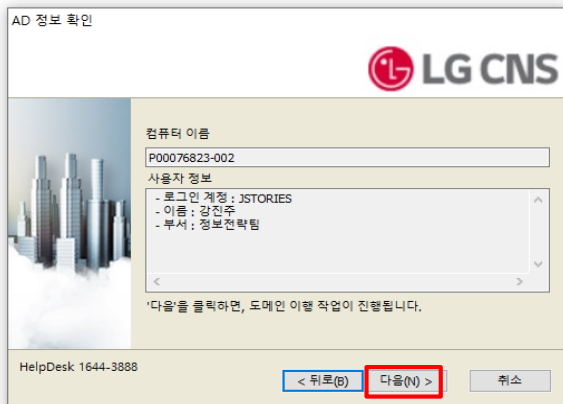 AD 정보 확인
LG CNS
컴퓨터 이름
P00076823-002
사용자 정보
- 로그인 계정 : JSTORIES
- 이름 : 강진주
- 부서 : 정보전략팀
'다음'을 클릭하면, 도메인 이행 작업이 진행됩니다.
HelpDesk 1644-3888
< 뒤로(B) 다음(N) > 취소